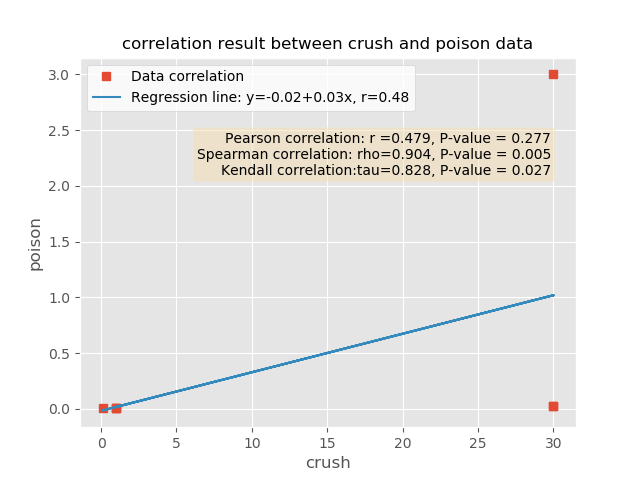 correlation result between crush and poison data
Data correlation
Regression line: y=-0.02+0.03x, r=0.48
Pearson correlation: r =0.479, P-value = 0.277
Spearman correlation: rho=0.904, P-value = 0.005
Kendall correlation:tau=0.828, P-value = 0.027
3.0
2.5
2.0
1.5
1.0
0.5
0.0
poison
0 5 10 15 20 25 30
crush